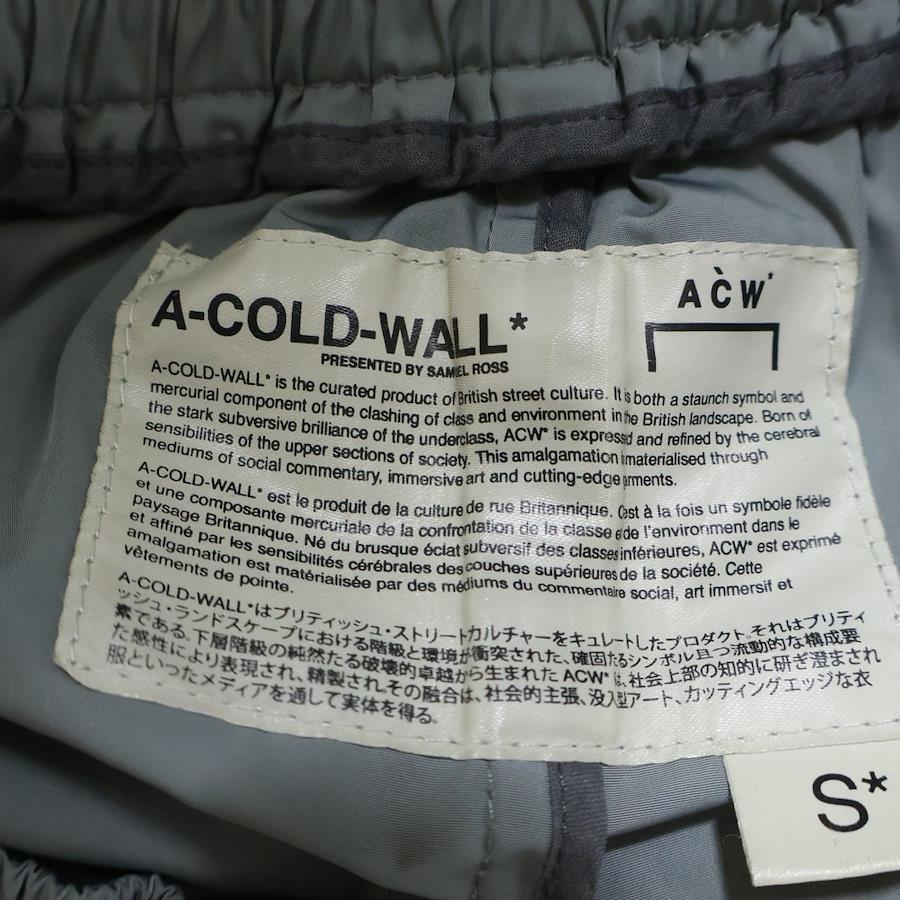 A-COLD-WALL*
PRESENTED BY SAMUEL ROSS
ACW*
A-COLD-WALL* is the curated product of British street culture. It is both a staunch symbol and
mercurial component of the clashing of class and environment in the British landscape. Born of
the stark subversive brilliance of the underclass, ACW* is expressed and refined by the cerebral
sensibilities of the upper sections of society. This amalgamation materialised through
mediums of social commentary, immersive art and cutting-edge garments.
A-COLD-WALL* est le produit de la culture de rue Britannique. C'est à la fois un symbole fidèle
et une composante mercuriale de la confrontation de la classe et de l'environment dans le
paysage Britannique. Né du brusque éclat subversif des classes inférieures, ACW* est exprimé
et affiné par les sensibilités cérébrales des couches supérieures de la société. Cette
amalgamation est matérialisée par des médiums du commentaire social, art immersif et
vêtements de pointe.
A-COLD-WALL*はブリティッシュ・ストリートカルチャーをキュレートしたプロダクト。それはブリティ
ッシュ・ランドスケープにおける階級と環境が衝突された、確固たるシンボル且つ流動的な構成要
素である。下層階級の純然たる破壊的卓越から生まれた ACW* は、社会上部の知的に研ぎ澄まされ
た感性により表現され、精製され、その融合は、社会的主張、没入型アート、カッティングエッジな衣
服といったメディアを通して実体を得る。
S*